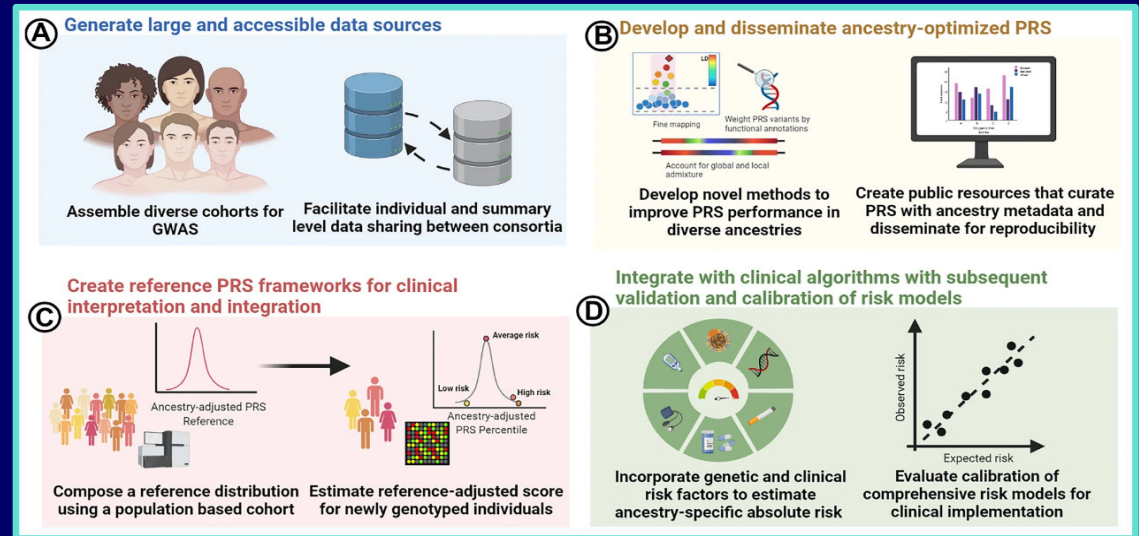 A
Generate large and accessible data sources
Assemble diverse cohorts for
GWAS
Facilitate individual and summary
level data sharing between consortia
B
Develop and disseminate ancestry-optimized PRS
LD
Fine mapping
Weight PRS variants by
functional annotations
Account for global and local
admixture
Develop novel methods to
improve PRS performance in
diverse ancestries
Create public resources that curate
PRS with ancestry metadata and
disseminate for reproducibility
Create reference PRS frameworks for clinical
interpretation and integration
C
Ancestry-adjusted PRS
Reference
Average risk
Low risk
High risk
Ancestry-adjusted
PRS Percentile
Compose a reference distribution
using a population based cohort
Estimate reference-adjusted score
for newly genotyped individuals
Integrate with clinical algorithms with subsequent
validation and calibration of risk models
D
Observed risk
Expected risk
Incorporate genetic and clinical
risk factors to estimate
ancestry-specific absolute risk
Evaluate calibration of
comprehensive risk models for
clinical implementation